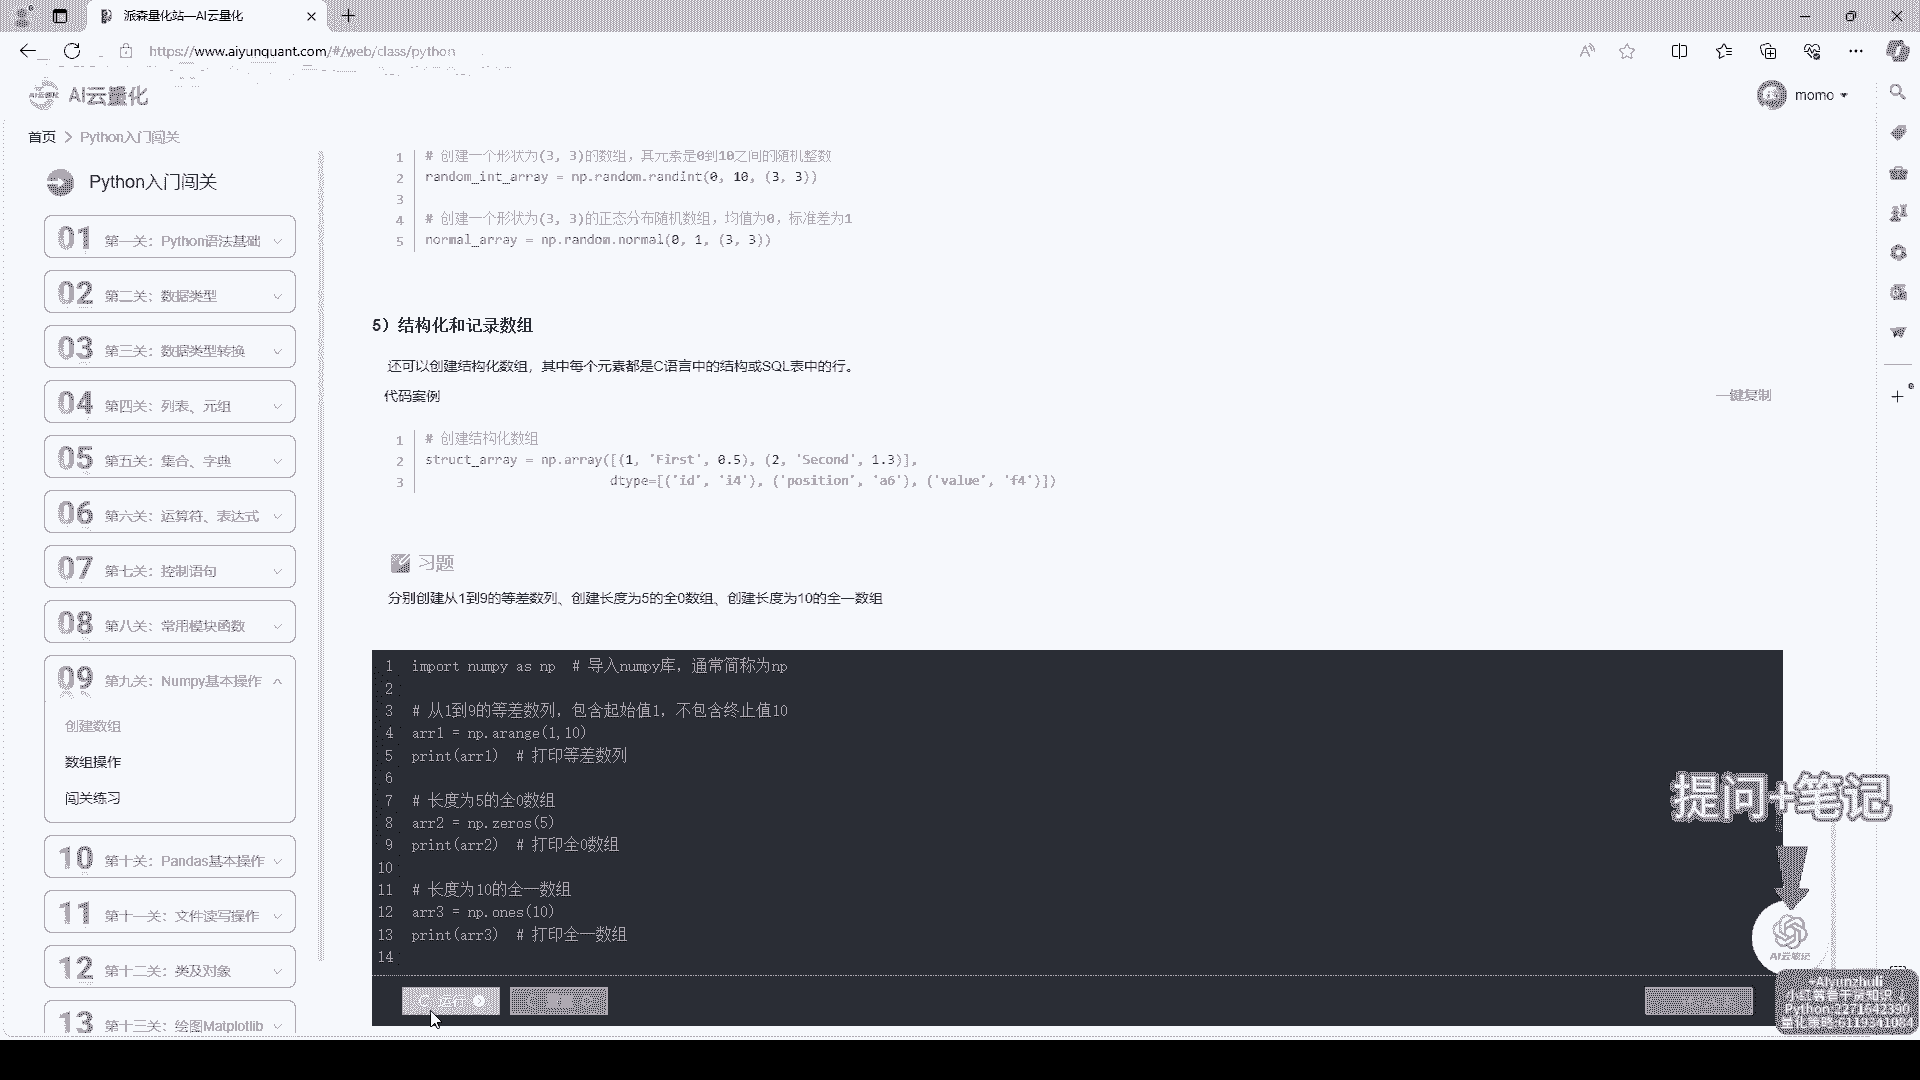 派森量化站—AI云量化
https://www.aiyunquant.com/#/web/class/python
AI云量化
momo
首页 > Python入门闯关
Python入门闯关
01 第一关：Python语法基础
02 第二关：数据类型
03 第三关：数据类型转换
04 第四关：列表、元组
05 第五关：集合、字典
06 第六关：运算符、表达式
07 第七关：控制语句
08 第八关：常用模块函数
09 第九关：Numpy基本操作
创建数组
数组操作
闯关练习
10 第十关：Pandas基本操作
11 第十一关：文件读写操作
12 第十二关：类及对象
13 第十三关：绘图Matplotlib
1 # 创建一个形状为(3, 3)的数组，其元素是0到10之间的随机整数
2 random_int_array = np.random.randint(0, 10, (3, 3))
3
4 # 创建一个形状为(3, 3)的正态分布随机数组，均值为0，标准差为1
5 normal_array = np.random.normal(0, 1, (3, 3))
5）结构化和记录数组
还可以创建结构化数组，其中每个元素都是C语言中的结构或SQL表中的行。
代码案例
一键复制
1 # 创建结构化数组
2 struct_array = np.array([(1, 'First', 0.5), (2, 'Second', 1.3)],
3 dtype=[('id', 'i4'), ('position', 'a6'), ('value', 'f4')])
习题
分别创建从1到9的等差数列、创建长度为5的全0数组、创建长度为10的全一数组
1 import numpy as np # 导入numpy库，通常简称为np
2
3 # 从1到9的等差数列，包含起始值1，不包含终止值10
4 arr1 = np.arange(1,10)
5 print(arr1) # 打印等差数列
6
7 # 长度为5的全0数组
8 arr2 = np.zeros(5)
9 print(arr2) # 打印全0数组
10
11 # 长度为10的全一数组
12 arr3 = np.ones(10)
13 print(arr3) # 打印全一数组
14
运行
提问+笔记
AI云笔记
Aiyunzhuli